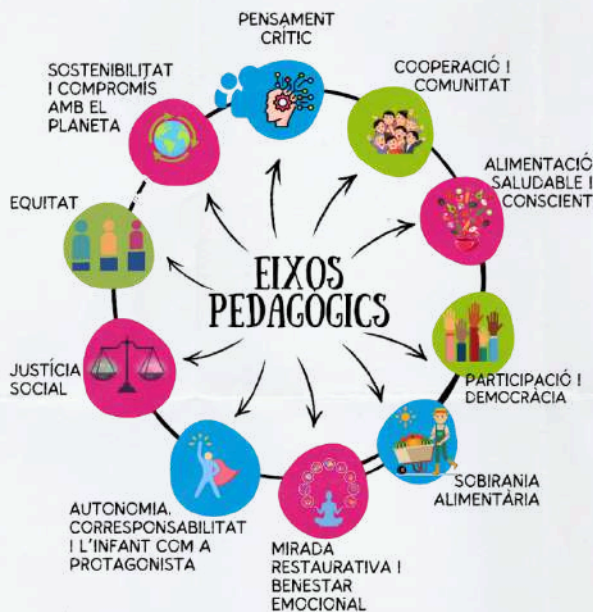 PENSAMENT
CRÍTIC
COOPERACIÓ I
COMUNITAT
ALIMENTACIÓ
SALUDABLE I
CONSCIENT
PARTICIPACIÓ I
DEMOCRÀCIA
SOBIRANIA
ALIMENTÀRIA
MIRADA
RESTAURATIVA I
BENESTAR
EMOCIONAL
AUTONOMIA,
CORRESPONSABILITAT
I L'INFANT COM A
PROTAGONISTA
JUSTÍCIA
SOCIAL
EQUITAT
SOSTENIBILITAT
I COMPROMÍS
AMB EL
PLANETA
EIXOS
PEDAGÒGICS